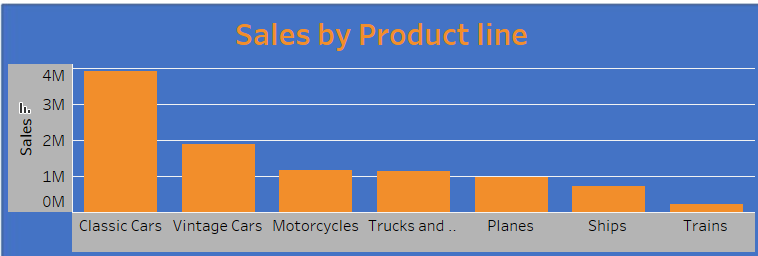 Sales by Product line
Sales
4M
3M
2M
1M
0M
Classic Cars
Vintage Cars
Motorcycles
Trucks and ..
Planes
Ships
Trains